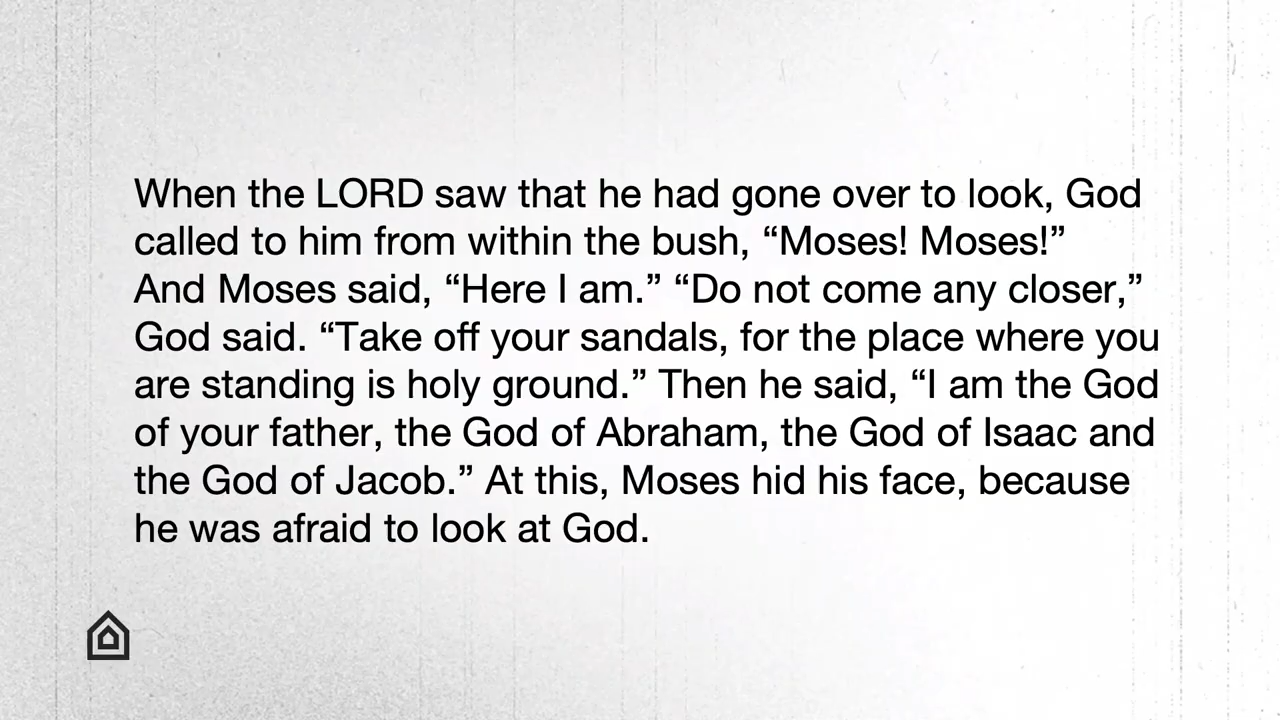 When the LORD saw that he had gone over to look, God
called to him from within the bush, “Moses! Moses!”
And Moses said, “Here I am.” “Do not come any closer,”
God said. “Take off your sandals, for the place where you
are standing is holy ground.” Then he said, “I am the God
of your father, the God of Abraham, the God of Isaac and
the God of Jacob.” At this, Moses hid his face, because
he was afraid to look at God.